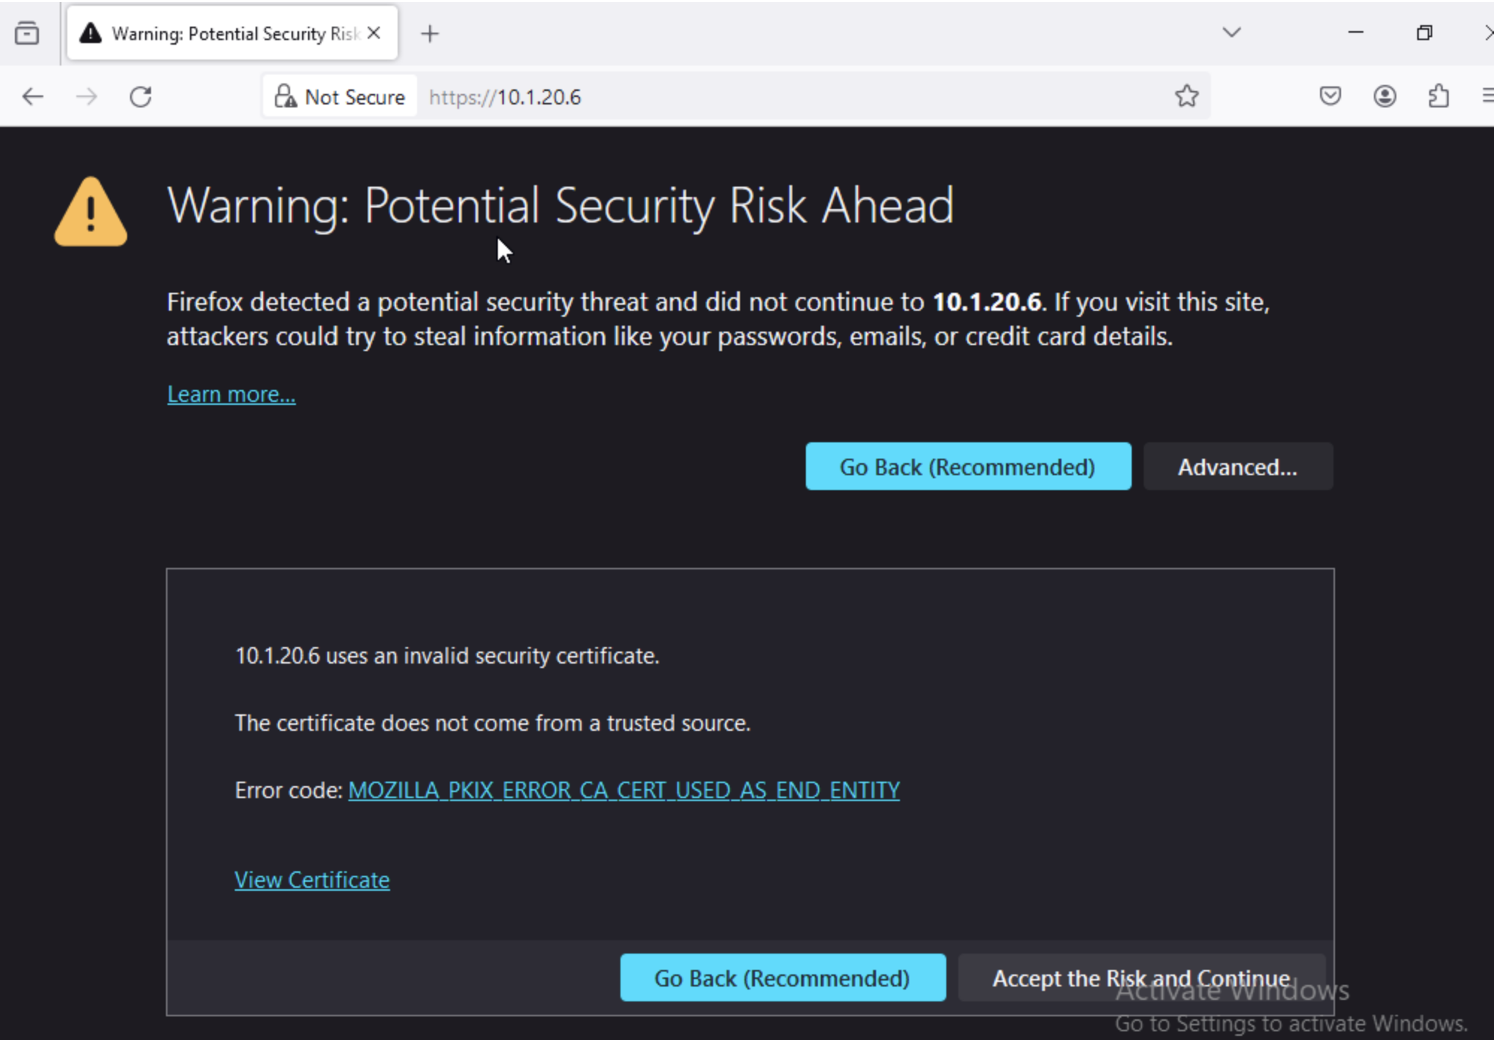 Warning: Potential Security Risk
Not Secure https://10.1.20.6
Warning: Potential Security Risk Ahead
Firefox detected a potential security threat and did not continue to 10.1.20.6. If you visit this site,
attackers could try to steal information like your passwords, emails, or credit card details.
Learn more...
Go Back (Recommended) Advanced...
10.1.20.6 uses an invalid security certificate.
The certificate does not come from a trusted source.
Error code: MOZILLA_PKIX_ERROR_CA_CERT_USED_AS_END_ENTITY
View Certificate
Go Back (Recommended) Accept the Risk and Continue
Activate Windows
Go to Settings to activate Windows.